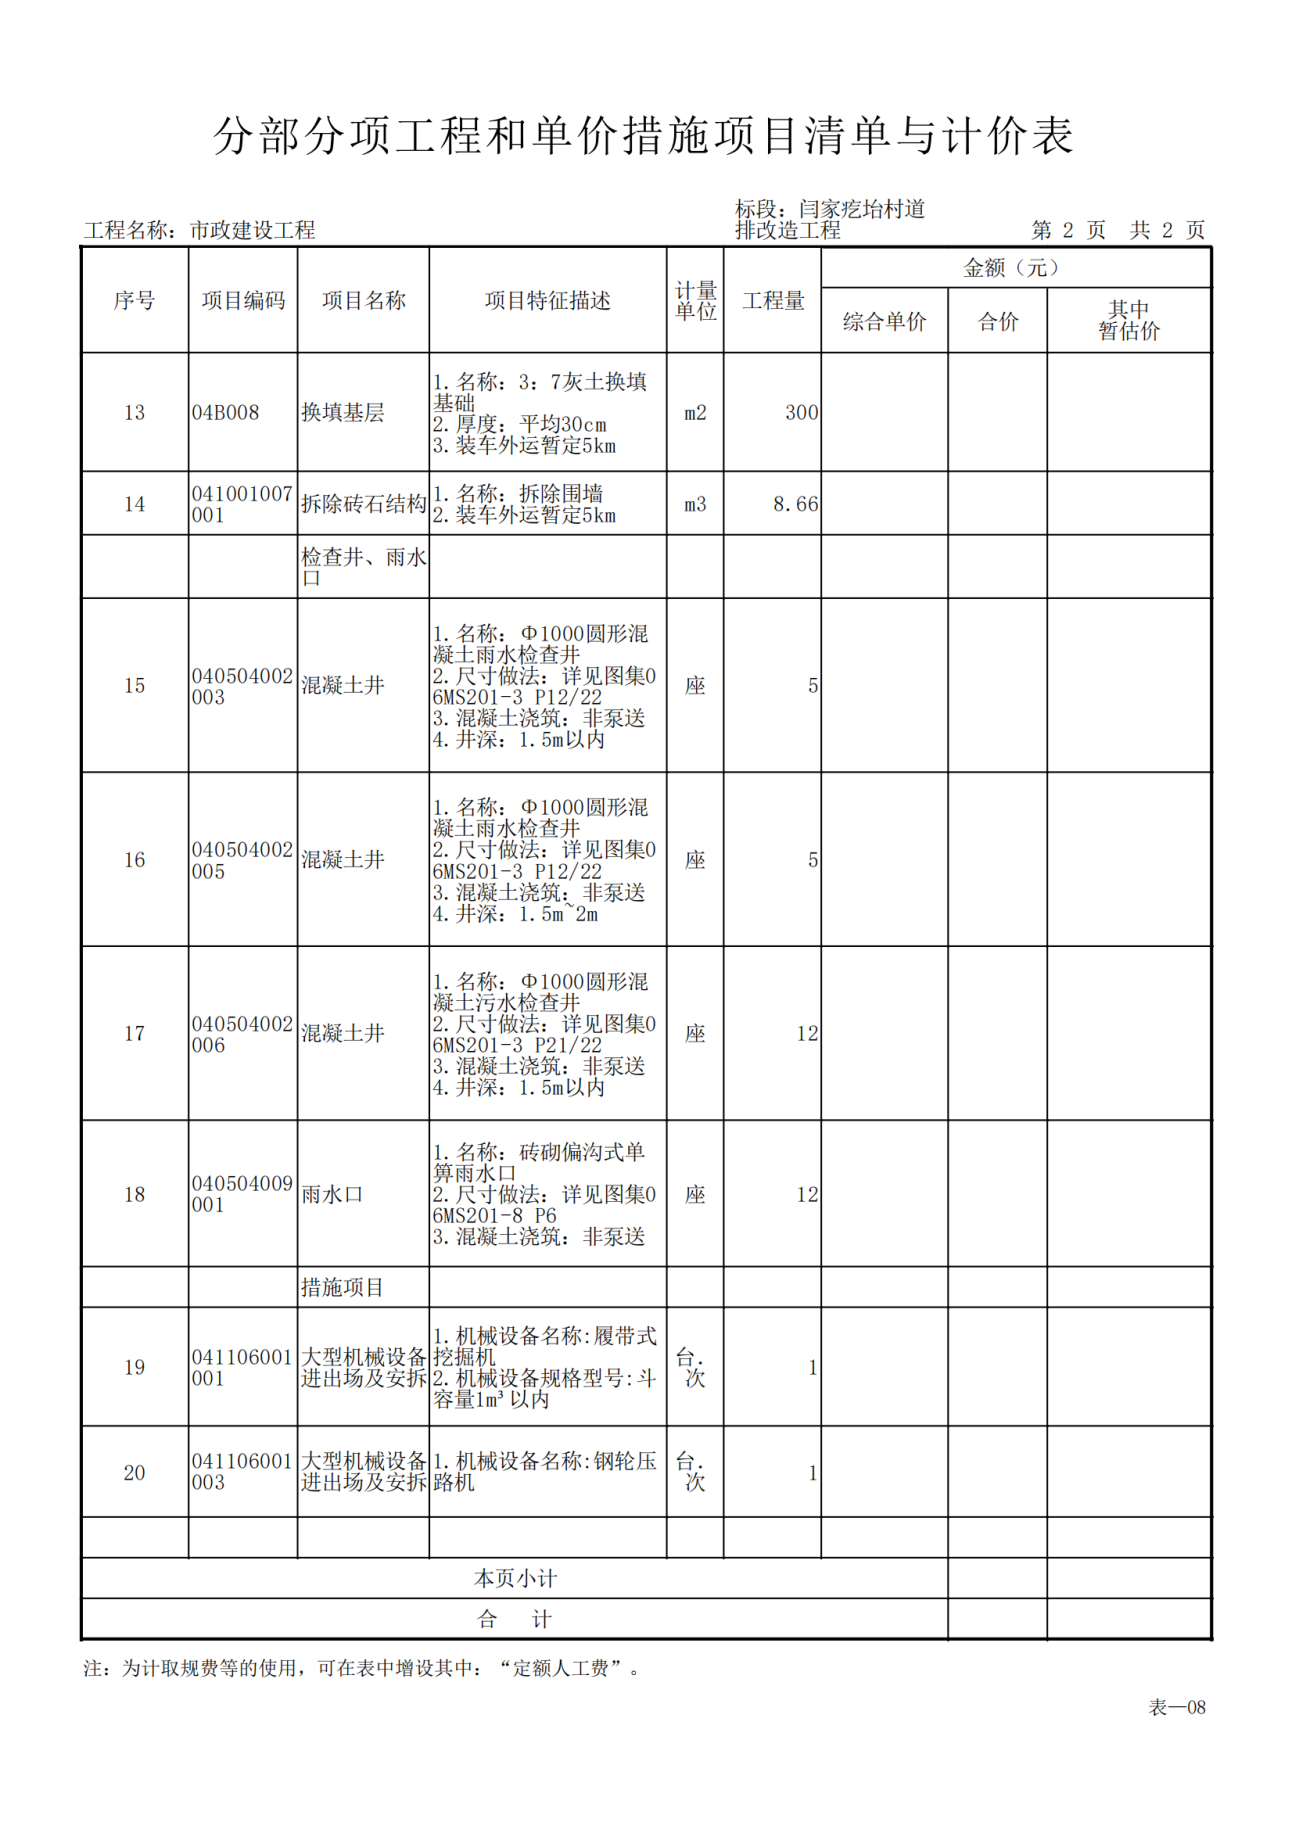 分部分项工程和单价措施项目清单与计价表
标段：闫家疙坮村道
工程名称：市政建设工程 排改造工程 第 2 页 共 2 页
序号 项目编码 项目名称 项目特征描述 计量
单位 工程量 金额（元）
综合单价 合价 其中
暂估价
13 04B008 换填基层 1.名称：3：7灰土换填
基础
2.厚度：平均30cm
3.装车外运暂定5km
m2 300
14 041001007
001
拆除砖石结构 1.名称：拆除围墙
2.装车外运暂定5km
m3 8.66
检查井、雨水
口
15 040504002
003
混凝土井 1.名称：Φ1000圆形混
凝土雨水检查井
2.尺寸做法：详见图集0
6MS201-3 P12/22
3.混凝土浇筑：非泵送
4.井深：1.5m以内
座 5
16 040504002
005
混凝土井 1.名称：Φ1000圆形混
凝土雨水检查井
2.尺寸做法：详见图集0
6MS201-3 P12/22
3.混凝土浇筑：非泵送
4.井深：1.5m~2m
座 5
17 040504002
006
混凝土井 1.名称：Φ1000圆形混
凝土污水检查井
2.尺寸做法：详见图集0
6MS201-3 P21/22
3.混凝土浇筑：非泵送
4.井深：1.5m以内
座 12
18 040504009
001
雨水口 1.名称：砖砌偏沟式单
箅雨水口
2.尺寸做法：详见图集0
6MS201-8 P6
3.混凝土浇筑：非泵送
座 12
措施项目
19 041106001
001
大型机械设备
进出场及安拆
1.机械设备名称:履带式
挖掘机
2.机械设备规格型号:斗
容量1m³以内
台.
次
1
20 041106001
003
大型机械设备
进出场及安拆
1.机械设备名称:钢轮压
路机
台.
次
1
本页小计
合 计
注：为计取规费等的使用，可在表中增设其中：“定额人工费”。
表—08